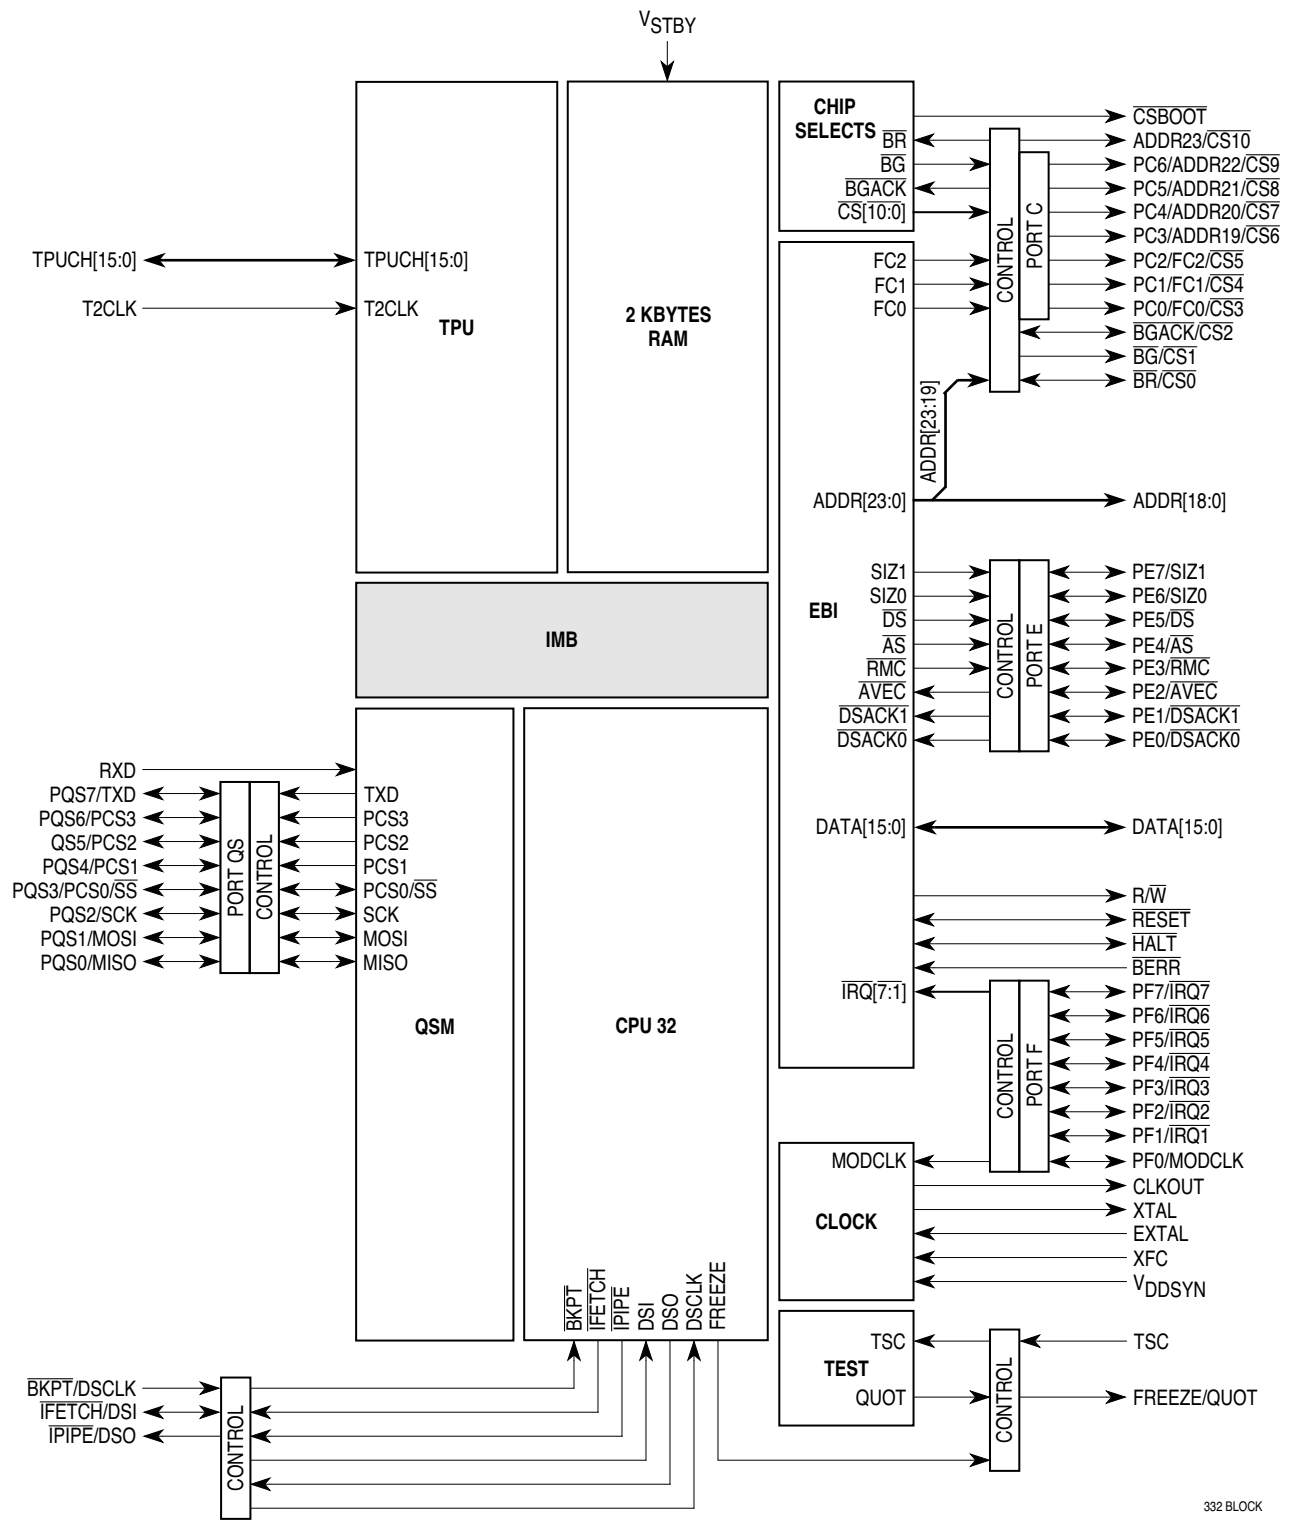 VSTBY
CHIP
SELECTS
BR
BG
BGACK
CS[10:0]
CONTROL
PORT C
CSBOOT
ADDR23/CS10
PC6/ADDR22/CS9
PC5/ADDR21/CS8
PC4/ADDR20/CS7
PC3/ADDR19/CS6
PC2/FC2/CS5
PC1/FC1/CS4
PC0/FC0/CS3
BGACK/CS2
BG/CS1
BR/CS0
TPUCH[15:0]
T2CLK
TPUCH[15:0]
T2CLK
TPU
2 KBYTES
RAM
FC2
FC1
FC0
ADDR[23:19]
ADDR[23:0]
ADDR[18:0]
EBI
SIZ1
SIZ0
DS
AS
RMC
AVEC
DSACK1
DSACK0
CONTROL
PORT E
PE7/SIZ1
PE6/SIZ0
PE5/DS
PE4/AS
PE3/RMC
PE2/AVEC
PE1/DSACK1
PE0/DSACK0
IMB
DATA[15:0]
DATA[15:0]
R/W
RESET
HALT
BERR
IRQ[7:1]
CONTROL
PORT F
PF7/IRQ7
PF6/IRQ6
PF5/IRQ5
PF4/IRQ4
PF3/IRQ3
PF2/IRQ2
PF1/IRQ1
PF0/MODCLK
RXD
PQS7/TXD
PQS6/PCS3
QS5/PCS2
PQS4/PCS1
PQS3/PCS0/SS
PQS2/SCK
PQS1/MOSI
PQS0/MISO
PORT QS
CONTROL
TXD
PCS3
PCS2
PCS1
PCS0/SS
SCK
MOSI
MISO
QSM
CPU 32
MODCLK
CLOCK
CLKOUT
XTAL
EXTAL
XFC
VDDSYN
BKPT
IFETCH
IPIPE
DSI
DSO
DSCLK
FREEZE
TSC
TEST
QUOT
CONTROL
TSC
FREEZE/QUOT
BKPT/DSCLK
IFETCH/DSI
IPIPE/DSO
CONTROL
332 BLOCK